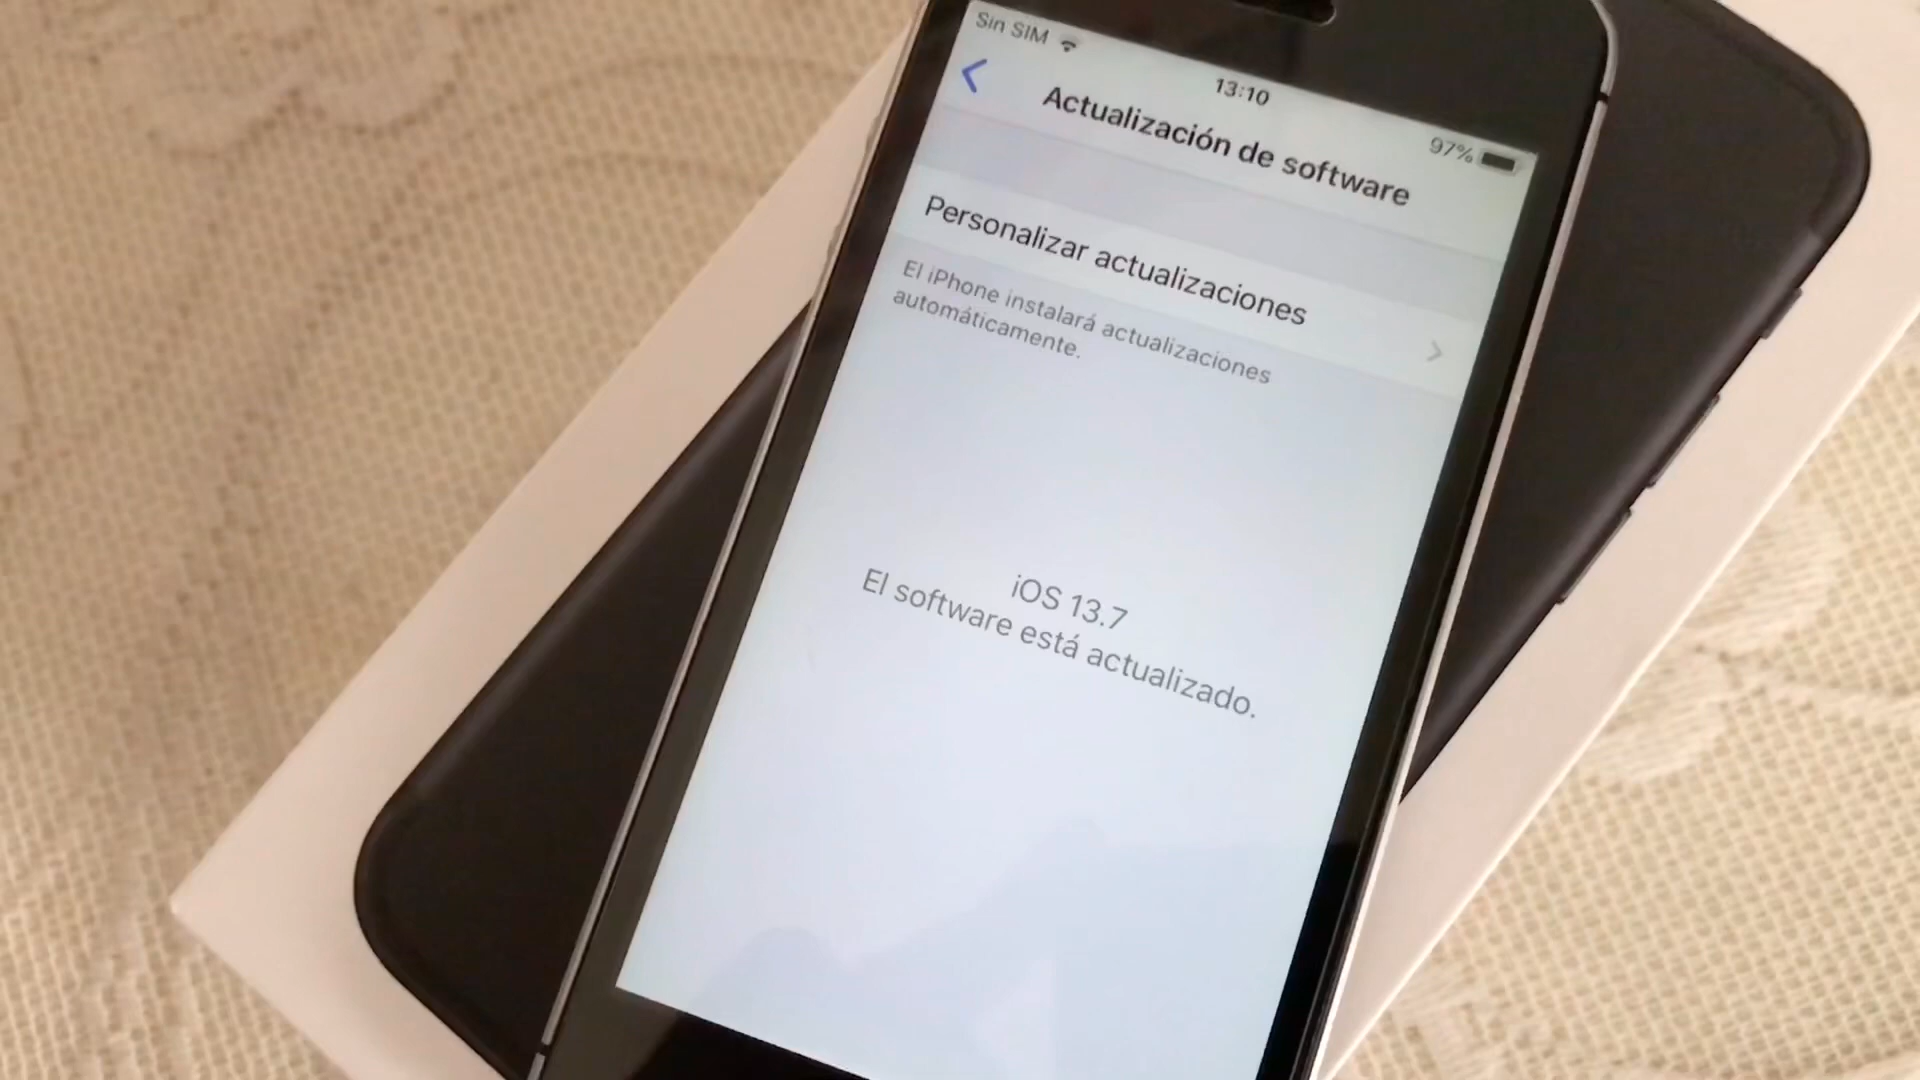 Sin SIM
13:10
97%
Actualización de software
Personalizar actualizaciones
El iPhone instalará actualizaciones
automáticamente.
iOS 13.7
El software está actualizado.